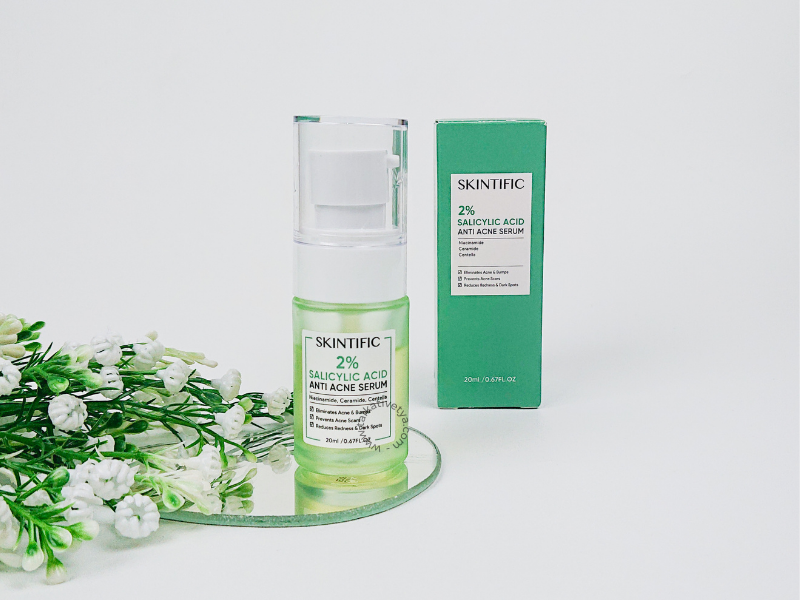 SKINTIFIC
2%
SALICYLIC ACID
ANTI ACNE SERUM
Niacinamide, Ceramide, Centella
☑ Eliminates Acne & Bumps
☑ Prevents Acne Scars
☑ Reduces Redness & Dark Spots
20ml / 0.67FL.OZ
SKINTIFIC
2%
SALICYLIC ACID
ANTI ACNE SERUM
Niacinamide
Ceramide
Centella
☑ Eliminates Acne & Bumps
☑ Prevents Acne Scars
☑ Reduces Redness & Dark Spots
20ml / 0.67FL.OZ